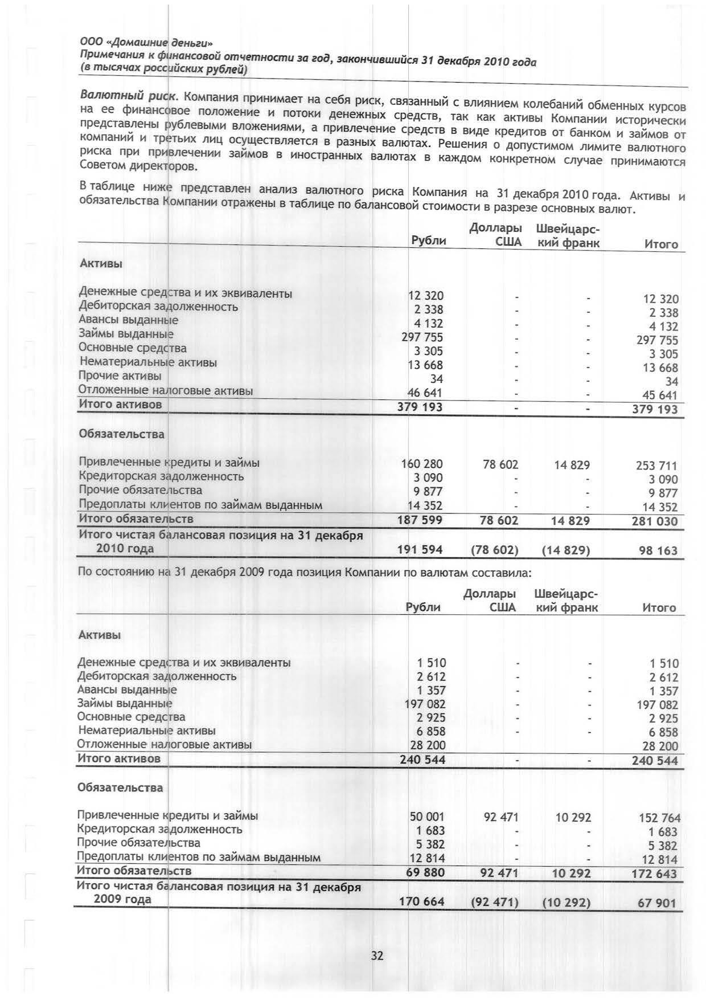 ООО «Домашние деньги»
Примечания к финансовой отчетности за год, закончившийся 31 декабря 2010 года
(в тысячах российских рублей)
Валютный риск. Компания принимает на себя риск, связанный с влиянием колебаний обменных курсов
на ее финансовое положение и потоки денежных средств, так как активы Компании исторически
представлены рублевыми вложениями, а привлечение средств в виде кредитов от банком и займов от
компаний и третьих лиц осуществляется в разных валютах. Решения о допустимом лимите валютного
риска при привлечении займов в иностранных валютах в каждом конкретном случае принимаются
Советом директоров.
В таблице ниже представлен анализ валютного риска Компания на 31 декабря 2010 года. Активы и
обязательства Компании отражены в таблице по балансовой стоимости в разрезе основных валют.
Доллары Швейцарс-
Рубли США кий франк Итого
Активы
Денежные средства и их эквиваленты 12 320 - - 12 320
Дебиторская задолженность 2 338 - - 2 338
Авансы выданные 4 132 - - 4 132
Займы выданные 297 755 - - 297 755
Основные средства 3 305 - - 3 305
Нематериальные активы 13 668 - - 13 668
Прочие активы 34 - - 34
Отложенные налоговые активы 46 641 - - 45 641
Итого активов 379 193 - - 379 193
Обязательства
Привлеченные кредиты и займы 160 280 78 602 14 829 253 711
Кредиторская задолженность 3 090 - - 3 090
Прочие обязательства 9 877 - - 9 877
Предоплаты клиентов по займам выданным 14 352 - - 14 352
Итого обязательств 187 599 78 602 14 829 281 030
Итого чистая балансовая позиция на 31 декабря
2010 года 191 594 (78 602) (14 829) 98 163
По состоянию на 31 декабря 2009 года позиция Компании по валютам составила:
Доллары Швейцарс-
Рубли США кий франк Итого
Активы
Денежные средства и их эквиваленты 1 510 - - 1 510
Дебиторская задолженность 2 612 - - 2 612
Авансы выданные 1 357 - - 1 357
Займы выданные 197 082 - - 197 082
Основные средства 2 925 - - 2 925
Нематериальные активы 6 858 - - 6 858
Отложенные налоговые активы 28 200 28 200
Итого активов 240 544 - - 240 544
Обязательства
Привлеченные кредиты и займы 50 001 92 471 10 292 152 764
Кредиторская задолженность 1 683 - - 1 683
Прочие обязательства 5 382 - - 5 382
Предоплаты клиентов по займам выданным 12 814 - - 12 814
Итого обязательств 69 880 92 471 10 292 172 643
Итого чистая балансовая позиция на 31 декабря
2009 года 170 664 (92 471) (10 292) 67 901
32